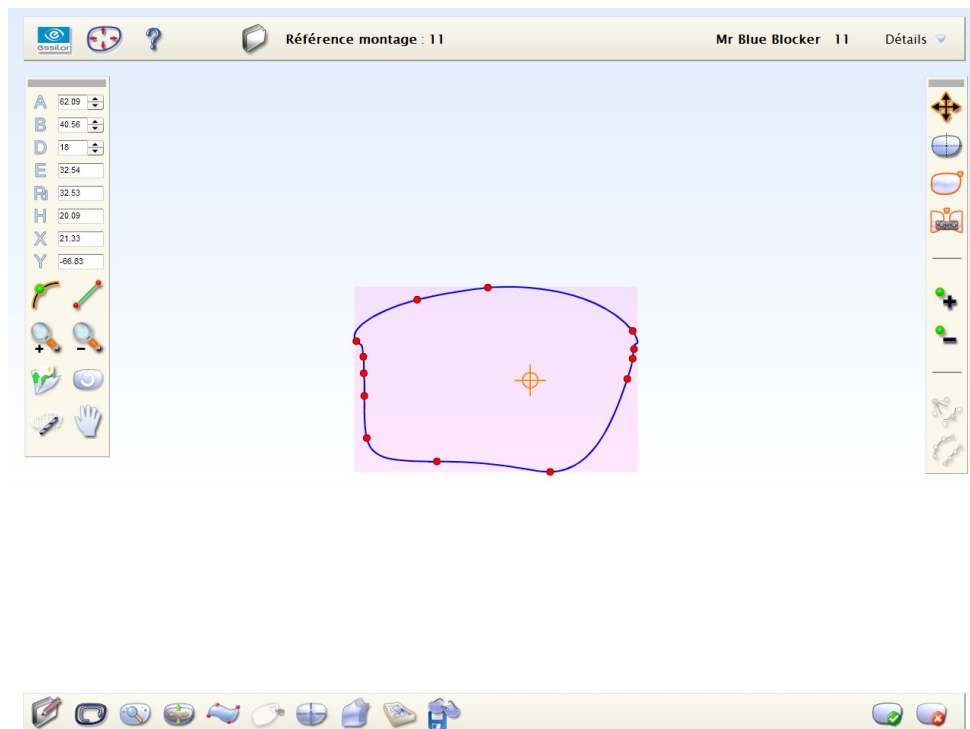 essilor
Référence montage : 11
Mr Blue Blocker 11
Détails
A 62.09
B 40.56
D 18
E 32.54
Pd 32.53
H 20.09
X 21.33
Y -66.83